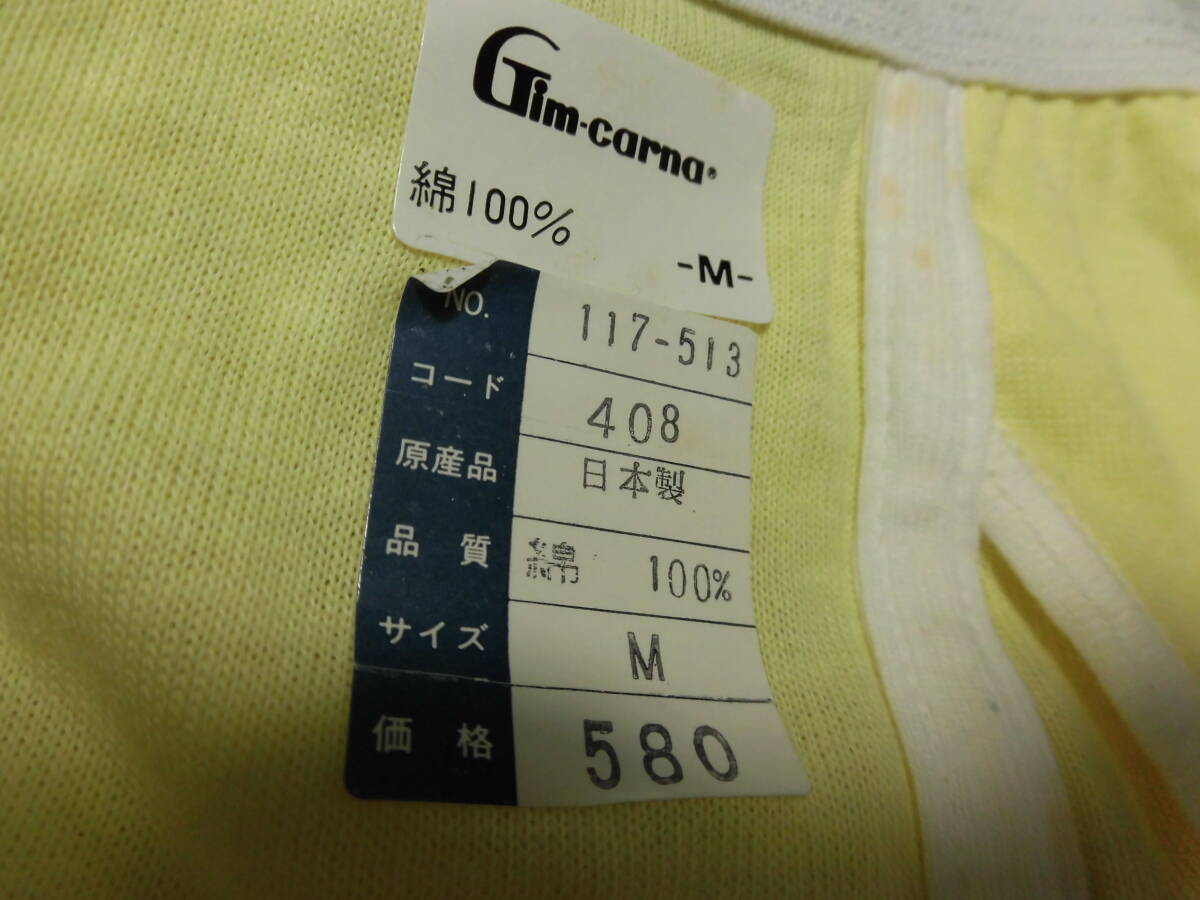 Gim-carna®
綿100%
-M-
NO. 117-513
コード 408
原産品 日本製
品質 綿 100%
サイズ M
価格 580